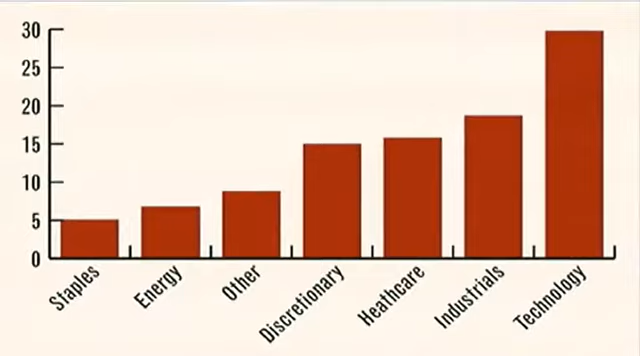 30
25
20
15
10
5
0
Staples
Energy
Other
Discretionary
Heathcare
Industrials
Technology